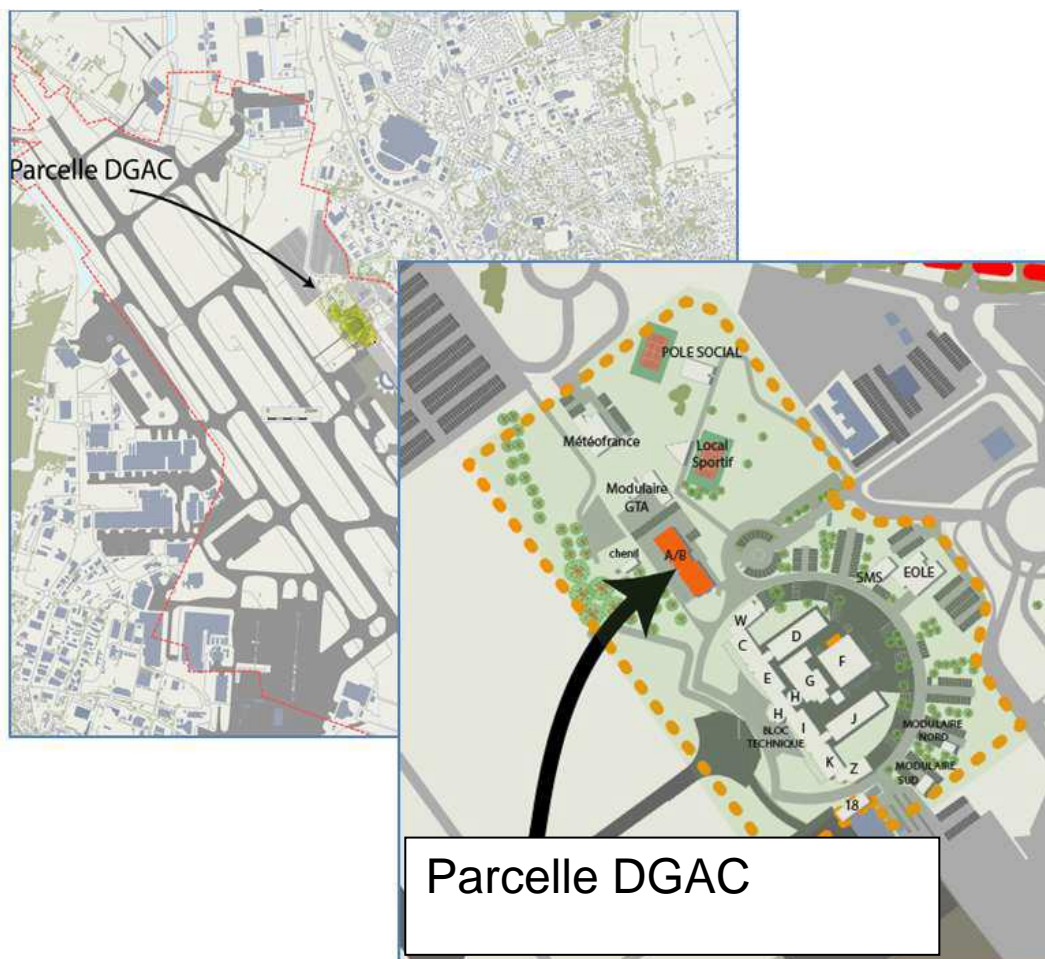 Parcelle DGAC
POLE SOCIAL
Météofrance
Local
Sportif
Modulaire
GTA
chenil
A/B
SMS
EOLE
W
C
D
F
E
G
H
H
I
J
BLOC
TECHNIQUE
MODULAIRE
NORD
K
Z
MODULAIRE
SUD
18
Parcelle DGAC